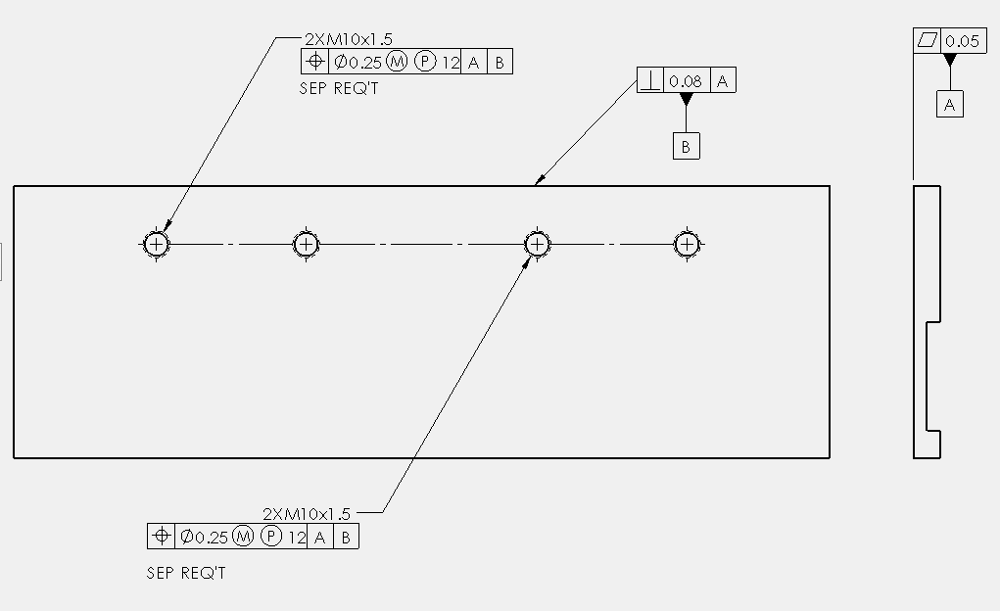 2XM10x1.5
⌖ Ø0.25 Ⓜ Ⓟ 12 A B
SEP REQ'T
⟂ 0.08 A
B
▱ 0.05
A
2XM10x1.5
⌖ Ø0.25 Ⓜ Ⓟ 12 A B
SEP REQ'T